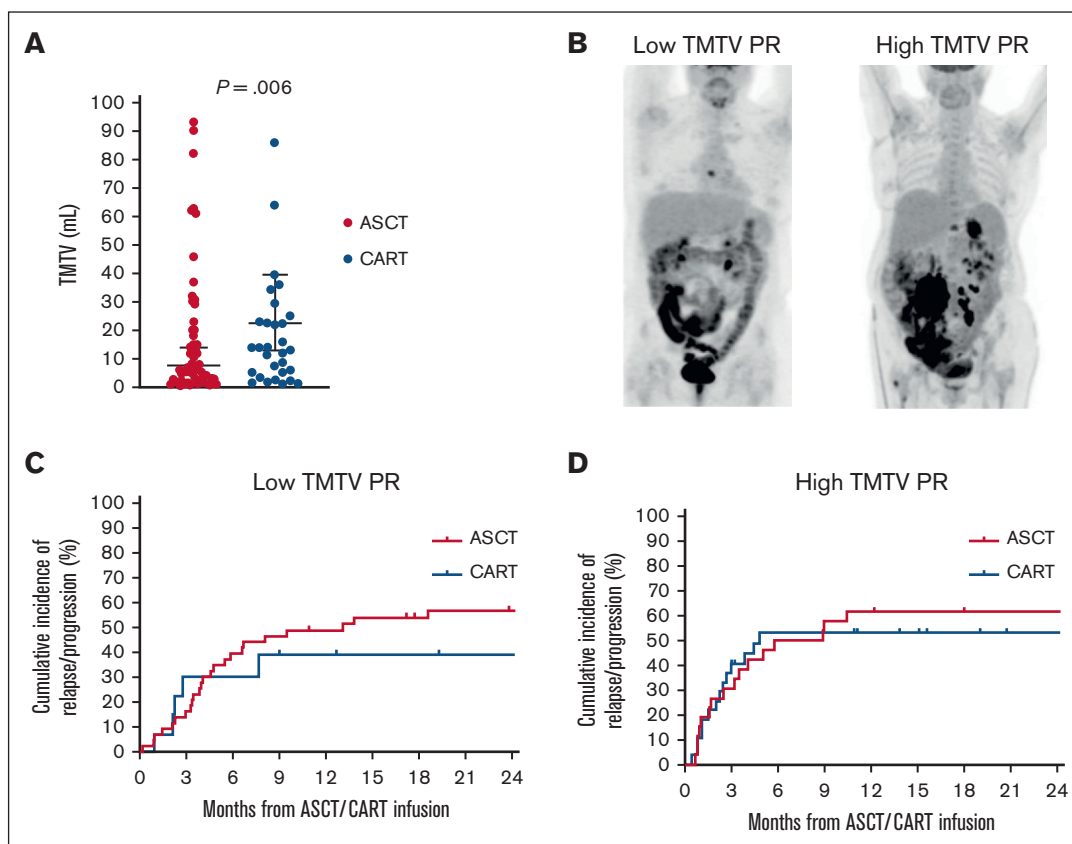 A
P = .006
100
90
80
70
60
50
40
30
20
10
0
TMTV (mL)
ASCT
CART
B
Low TMTV PR
High TMTV PR
C
Low TMTV PR
100
90
80
70
60
50
40
30
20
10
0
Cumulative incidence of
relapse/progression (%)
ASCT
CART
0 3 6 9 12 15 18 21 24
Months from ASCT/CART infusion
D
High TMTV PR
100
90
80
70
60
50
40
30
20
10
0
Cumulative incidence of
relapse/progression (%)
ASCT
CART
0 3 6 9 12 15 18 21 24
Months from ASCT/CART infusion